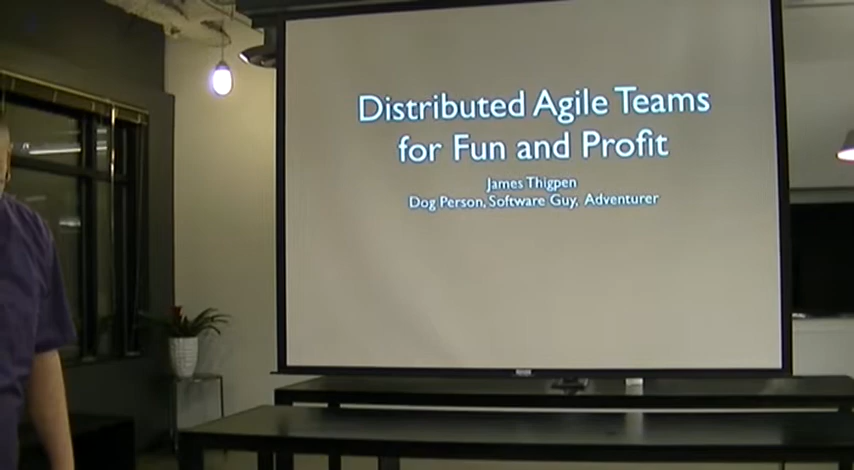 Distributed Agile Teams
for Fun and Profit
James Thigpen
Dog Person, Software Guy, Adventurer